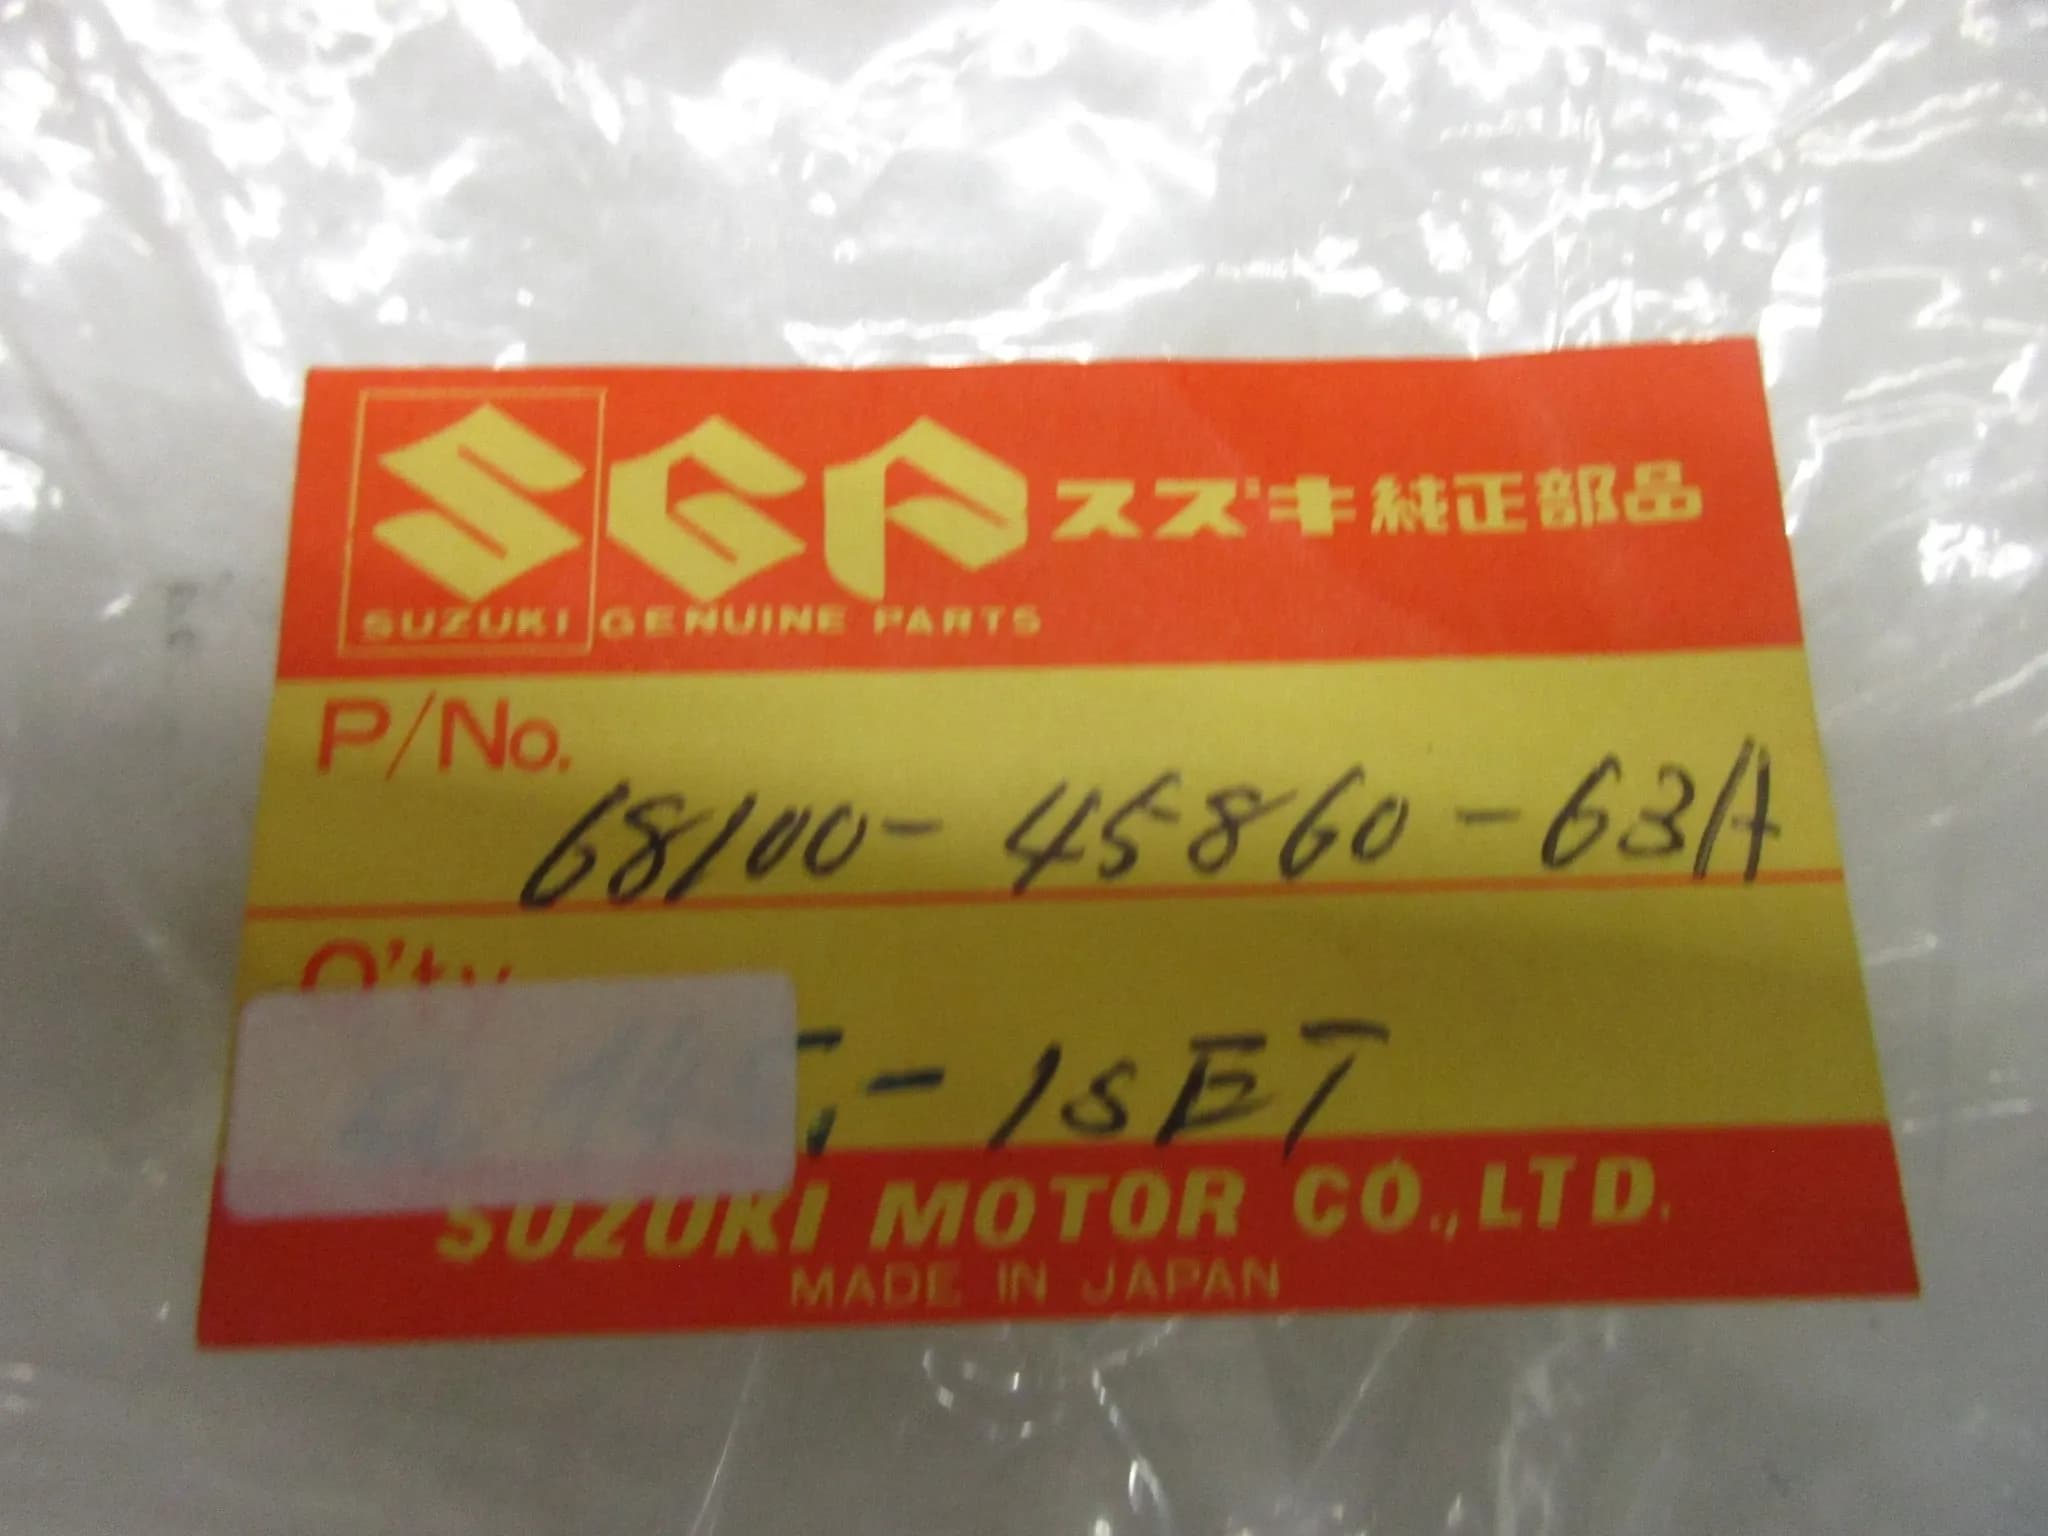 SGP スズキ純正部品
SUZUKI GENUINE PARTS
P/No.
68100-45860-63A
Q'ty
-1SET
SUZUKI MOTOR CO.,LTD.
MADE IN JAPAN